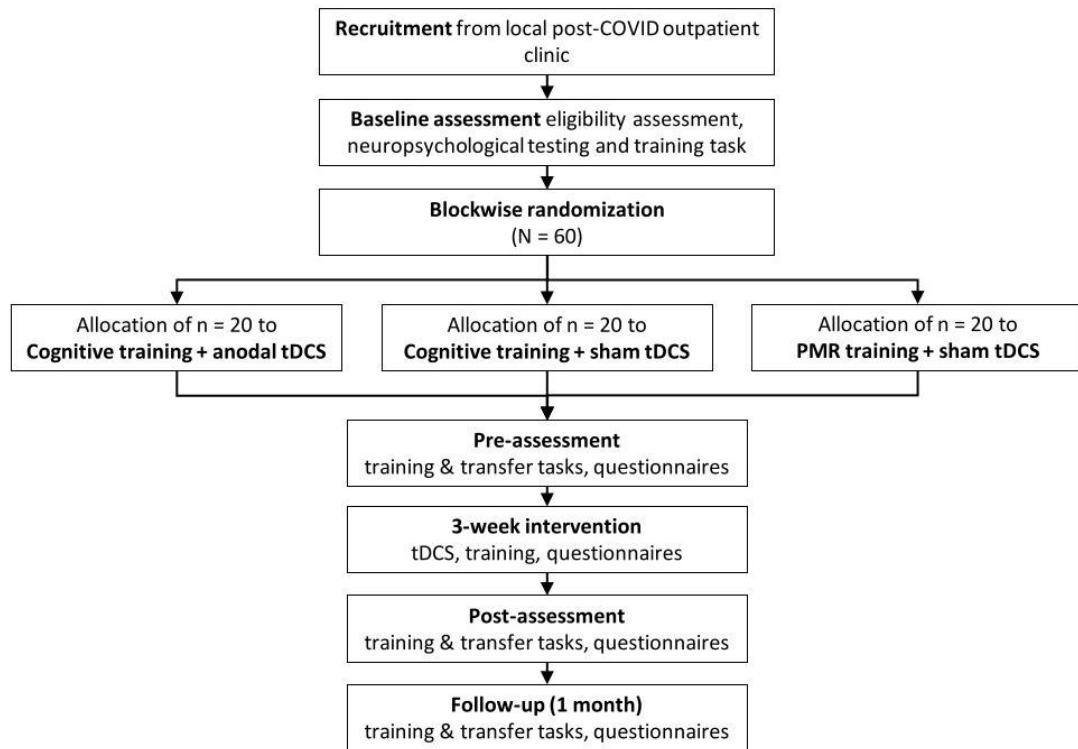 Recruitment from local post-COVID outpatient
clinic
Baseline assessment eligibility assessment,
neuropsychological testing and training task
Blockwise randomization
(N = 60)
Allocation of n = 20 to
Cognitive training + anodal tDCS
Allocation of n = 20 to
Cognitive training + sham tDCS
Allocation of n = 20 to
PMR training + sham tDCS
Pre-assessment
training & transfer tasks, questionnaires
3-week intervention
tDCS, training, questionnaires
Post-assessment
training & transfer tasks, questionnaires
Follow-up (1 month)
training & transfer tasks, questionnaires